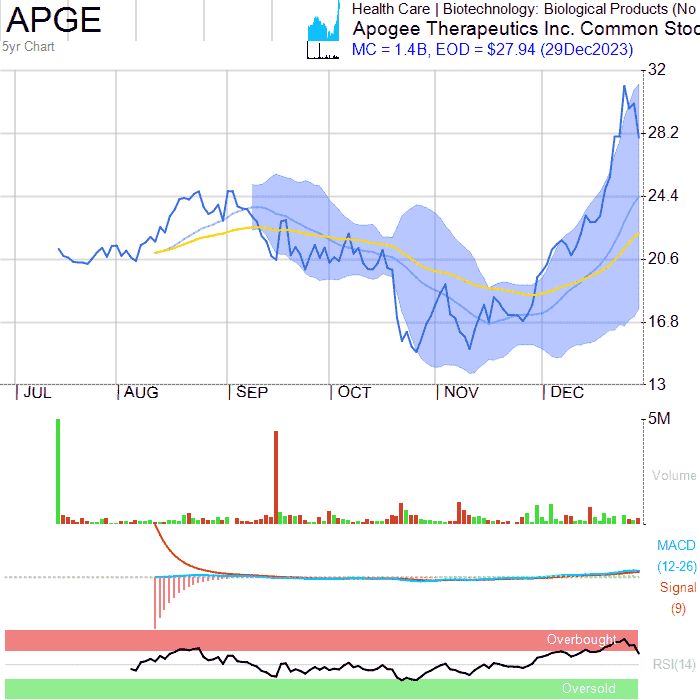 APGE
5yr Chart
Health Care | Biotechnology: Biological Products (No
Apogee Therapeutics Inc. Common Stoc
MC = 1.4B, EOD = $27.94 (29Dec2023)
32
28.2
24.4
20.6
16.8
13
JUL AUG SEP OCT NOV DEC
5M
Volume
MACD
(12-26)
Signal
(9)
Overbought
RSI(14)
Oversold